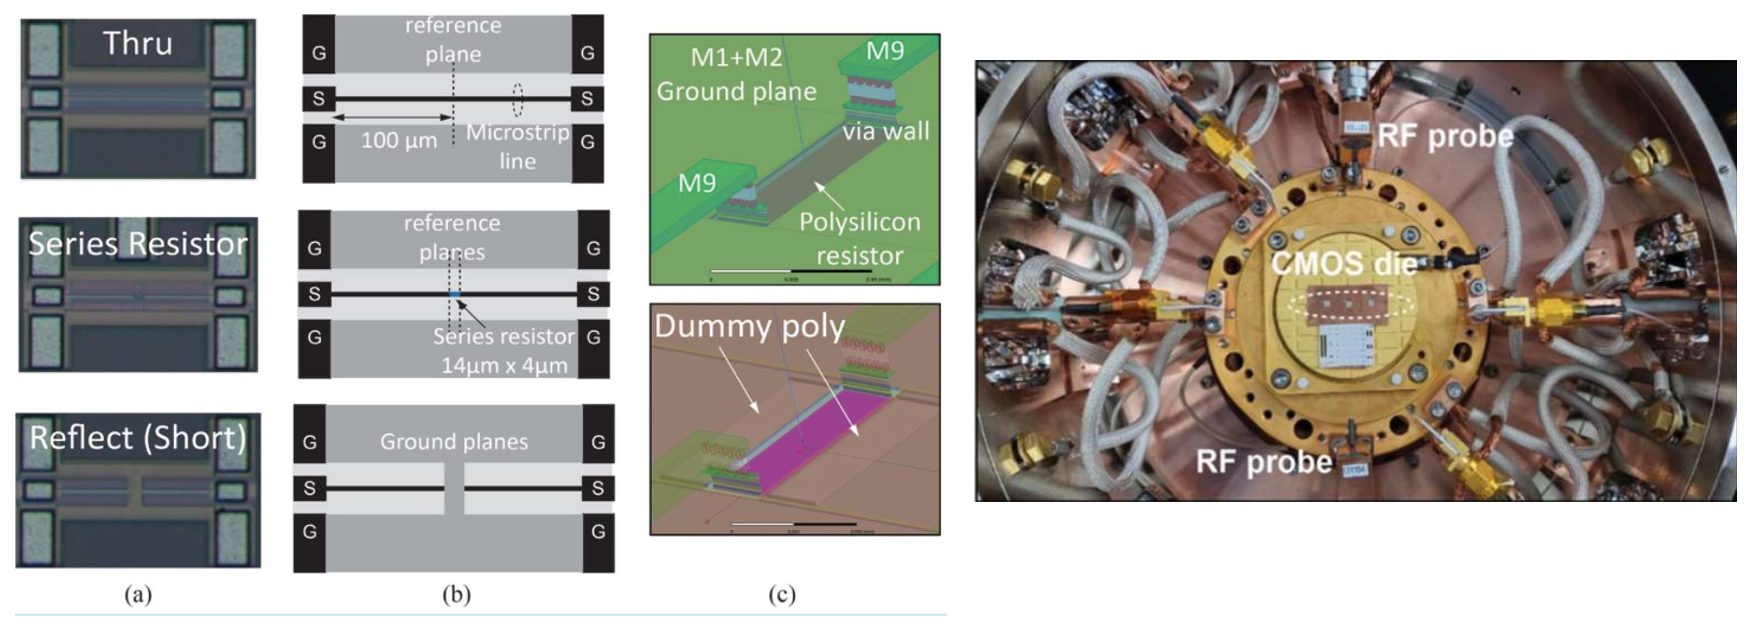 Thru
Series Resistor
Reflect (Short)
(a)
reference
plane
G
G
S
S
G
100 μm
Microstrip
line
G
reference
planes
G
G
S
S
G
Series resistor
14μm x 4μm
G
G
Ground planes
G
S
S
G
G
(b)
M1+M2
Ground plane
M9
via wall
M9
Polysilicon
resistor
Dummy poly
(c)
RF probe
CMOS die
RF probe